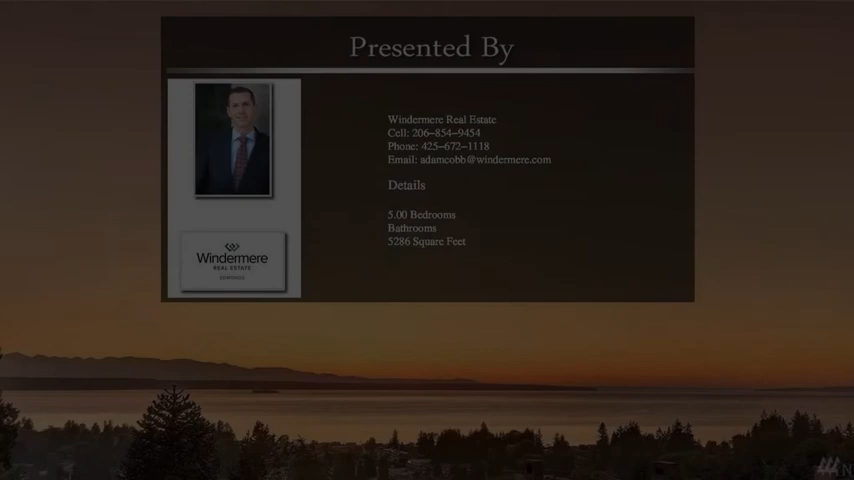 Presented By
Windermere Real Estate
Cell: 206-854-9454
Phone: 425-672-1118
Email: adamcobb@windermere.com
Details
5.00 Bedrooms
Bathrooms
5286 Square Feet
Windermere
REAL ESTATE